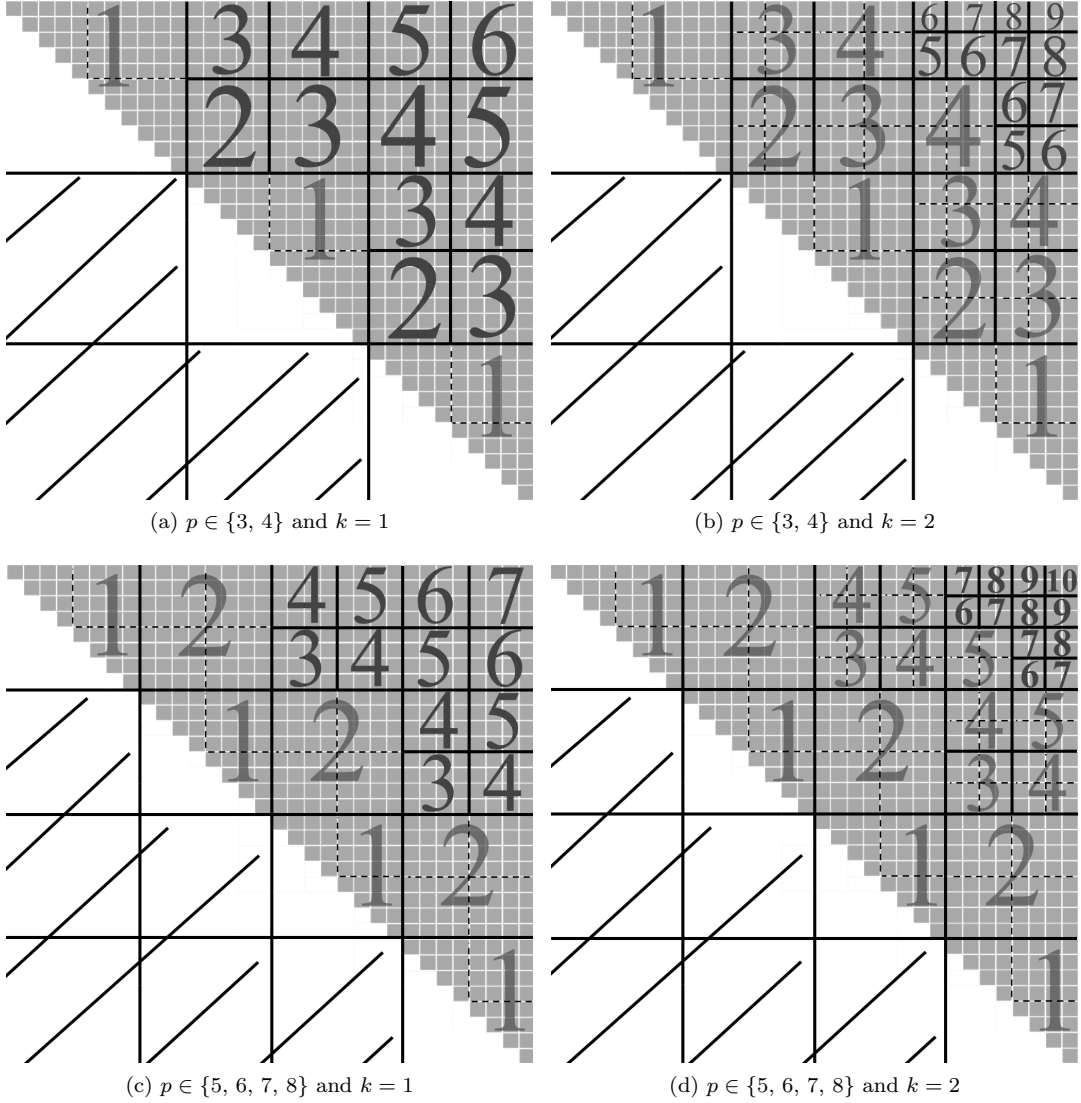 1 3 4 5 6 1 3 4 6 7 8 9
5 6 7 8
2 3 4 5 2 3 4 6 7
5 6
1 3 4 1 3 4
2 3 2 3
1 1
(a) p ∈ {3, 4} and k = 1 (b) p ∈ {3, 4} and k = 2
1 2 4 5 6 7 1 2 4 5 7 8 9 10
6 7 8 9
3 4 5 6 3 4 5 7 8
6 7
1 2 4 5 1 2 4 5
3 4 3 4
1 2 1 2
1 1
(c) p ∈ {5, 6, 7, 8} and k = 1 (d) p ∈ {5, 6, 7, 8} and k = 2